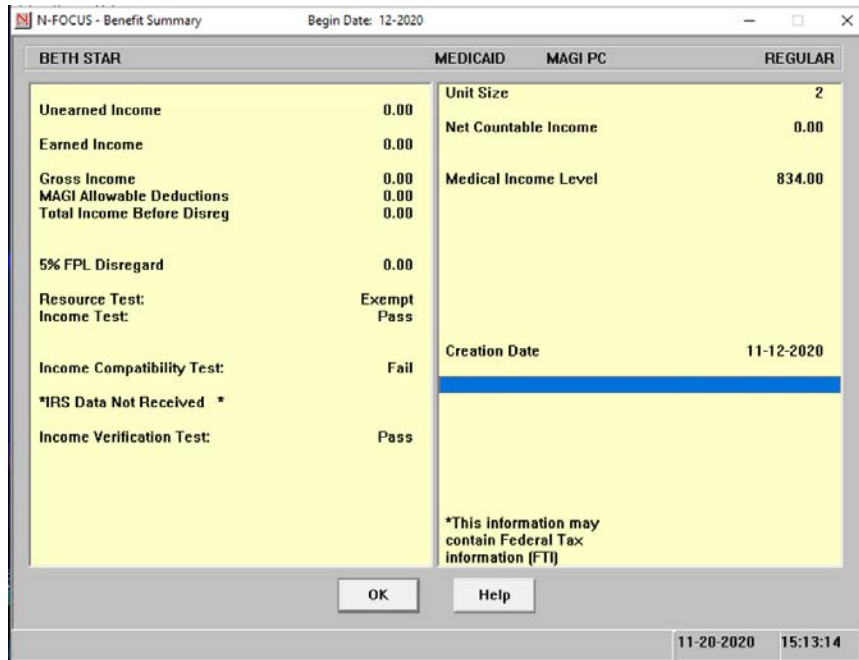 N-FOCUS - Benefit Summary Begin Date: 12-2020
BETH STAR MEDICAID MAGI PC REGULAR
Unearned Income 0.00
Earned Income 0.00
Gross Income 0.00
MAGI Allowable Deductions 0.00
Total Income Before Disreg 0.00
5% FPL Disregard 0.00
Resource Test: Exempt
Income Test: Pass
Income Compatibility Test: Fail
*IRS Data Not Received *
Income Verification Test: Pass
Unit Size 2
Net Countable Income 0.00
Medical Income Level 834.00
Creation Date 11-12-2020
*This information may
contain Federal Tax
information (FTI)
OK Help
11-20-2020 15:13:14